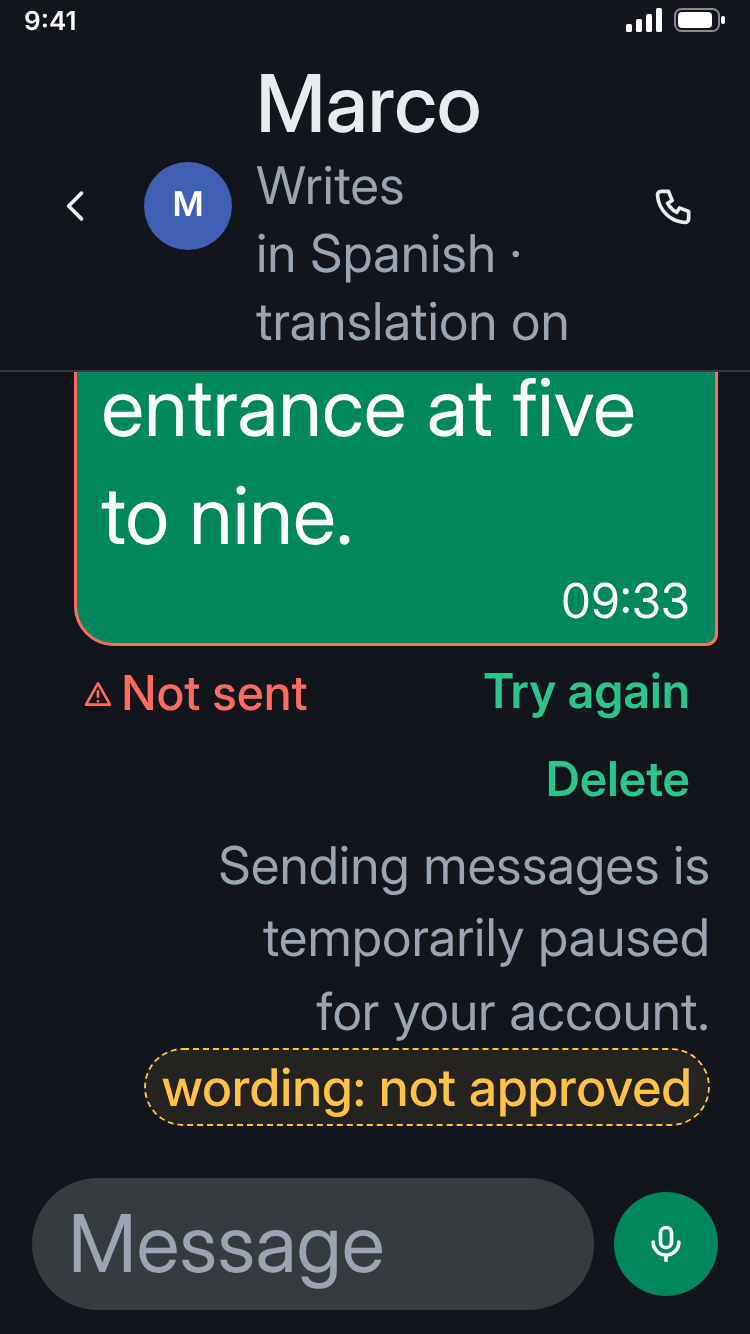 9:41
Marco
M
Writes
in Spanish ·
translation on
entrance at five
to nine.
09:33
Not sent
Try again
Delete
Sending messages is
temporarily paused
for your account.
wording: not approved
Message